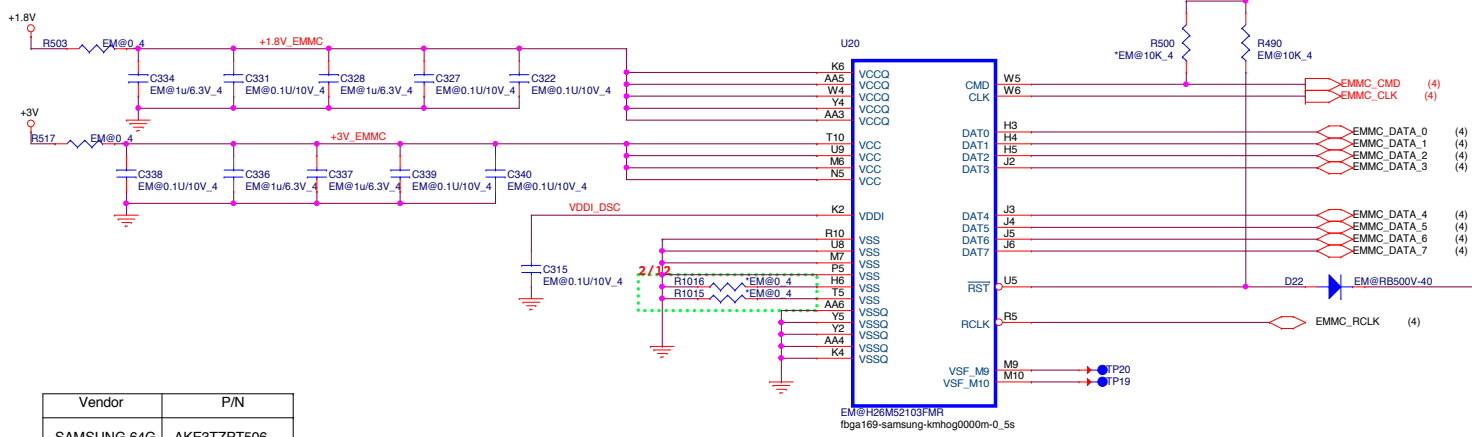 +1.8V
R503 EM@0_4
+1.8V_EMMC
C334
EM@1u/6.3V_4
C331
EM@0.1U/10V_4
C328
EM@1u/6.3V_4
C327
EM@0.1U/10V_4
C322
EM@0.1U/10V_4
+3V
R517 EM@0_4
+3V_EMMC
C338
EM@0.1U/10V_4
C336
EM@1u/6.3V_4
C337
EM@1u/6.3V_4
C339
EM@0.1U/10V_4
C340
EM@0.1U/10V_4
VDDI_DSC
C315
EM@0.1U/10V_4
2/12
R1016 *EM@0_4
R1015 *EM@0_4
U20
K6 VCCQ
AA5 VCCQ
W4 VCCQ
Y4 VCCQ
AA3 VCCQ
T10 VCC
U9 VCC
M6 VCC
N5 VCC
K2 VDDI
R10 VSS
U8 VSS
M7 VSS
P5 VSS
H6 VSS
T5 VSS
AA6 VSSQ
Y5 VSSQ
Y2 VSSQ
AA4 VSSQ
K4 VSSQ
R500
*EM@10K_4
R490
EM@10K_4
CMD W5 EMMC_CMD (4)
CLK W6 EMMC_CLK (4)
DAT0 H3 EMMC_DATA_0 (4)
DAT1 H4 EMMC_DATA_1 (4)
DAT2 H5 EMMC_DATA_2 (4)
DAT3 J2 EMMC_DATA_3 (4)
DAT4 J3 EMMC_DATA_4 (4)
DAT5 J4 EMMC_DATA_5 (4)
DAT6 J5 EMMC_DATA_6 (4)
DAT7 J6 EMMC_DATA_7 (4)
RST U5 D22 EM@RB500V-40
RCLK R5 EMMC_RCLK (4)
VSF_M9 M9 TP20
VSF_M10 M10 TP19
EM@H26M52103FMR
fbga169-samsung-kmhog0000m-0_5s
Vendor P/N
SAMSUNG 64G AKE3TZPT506